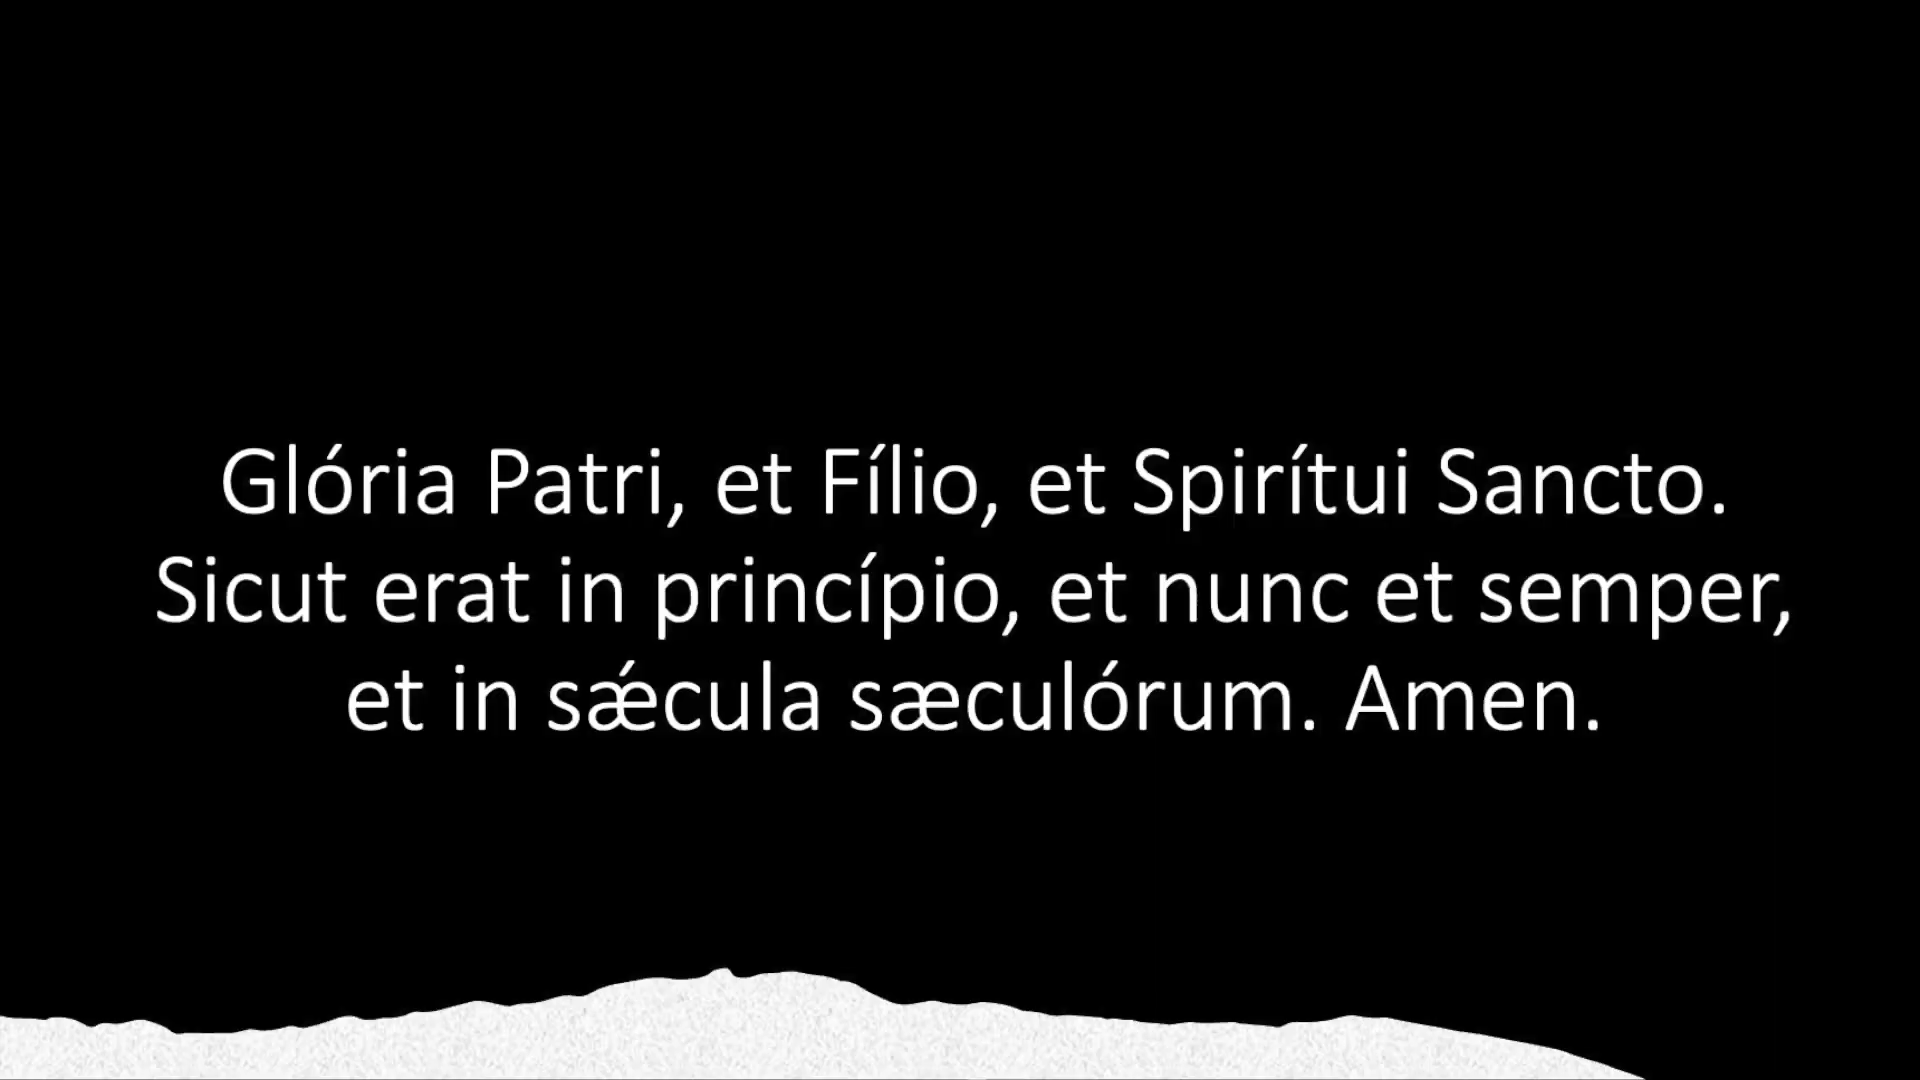 Glória Patri, et Fílio, et Spirítui Sancto.
Sicut erat in princípio, et nunc et semper,
et in sǽcula sæculórum. Amen.